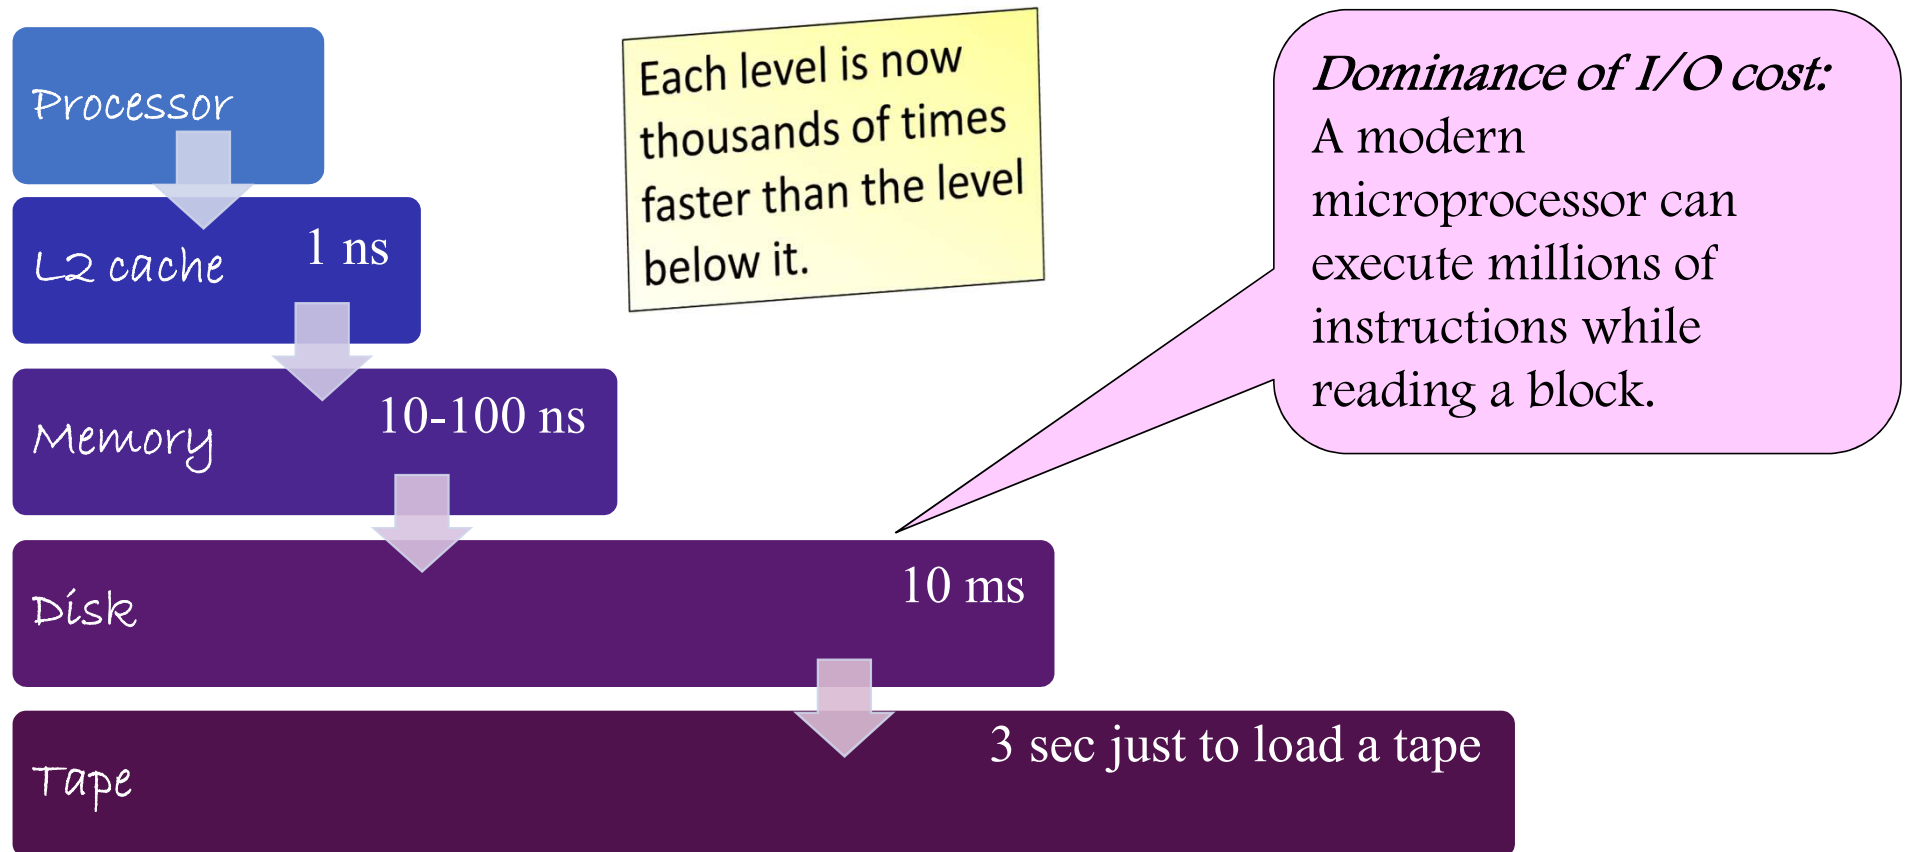 Processor
L2 cache
1 ns
Memory
10-100 ns
Disk
10 ms
Tape
3 sec just to load a tape
Each level is now
thousands of times
faster than the level
below it.
Dominance of I/O cost:
A modern
microprocessor can
execute millions of
instructions while
reading a block.